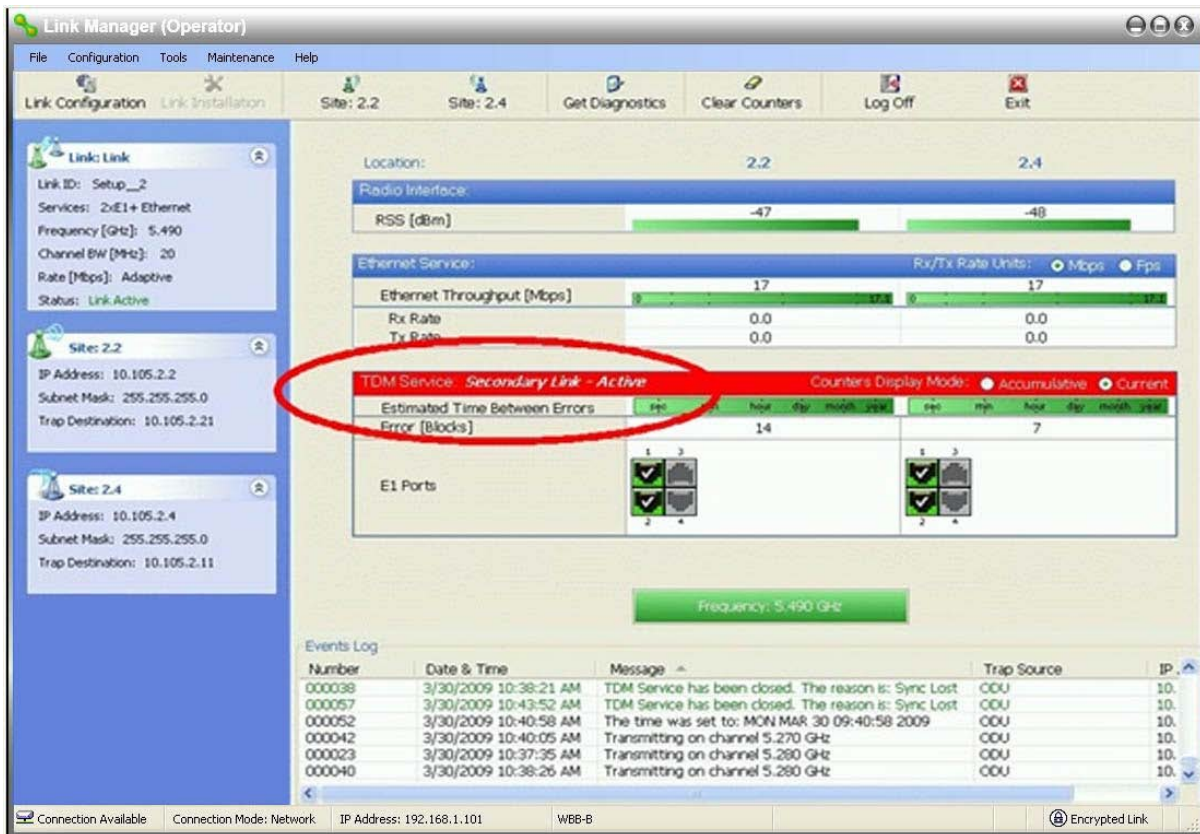 Link Manager (Operator)
File Configuration Tools Maintenance Help
Link Configuration Link Installation Site: 2.2 Site: 2.4 Get Diagnostics Clear Counters Log Off Exit
Link: Link
Link ID: Setup__2
Services: 2xE1+ Ethernet
Frequency [GHz]: 5.490
Channel BW [MHz]: 20
Rate [Mbps]: Adaptive
Status: Link Active
Site: 2.2
IP Address: 10.105.2.2
Subnet Mask: 255.255.255.0
Trap Destination: 10.105.2.21
Site: 2.4
IP Address: 10.105.2.4
Subnet Mask: 255.255.255.0
Trap Destination: 10.105.2.11
Location: 2.2 2.4
Radio Interface:
RSS [dBm] -47 -48
Ethernet Service: Rx/Tx Rate Units: Mbps Fps
Ethernet Throughput [Mbps] 17 17
0 17.1 0 17.1
Rx Rate 0.0 0.0
Tx Rate 0.0 0.0
TDM Service: Secondary Link - Active Counters Display Mode: Accumulative Current
Estimated Time Between Errors sec min hour day month year sec min hour day month year
Error [Blocks] 14 7
1 3 1 3
E1 Ports
2 4 2 4
Frequency: 5.490 GHz
Events Log
Number Date & Time Message Trap Source IP
000038 3/30/2009 10:38:21 AM TDM Service has been closed. The reason is: Sync Lost ODU 10.
000057 3/30/2009 10:43:52 AM TDM Service has been closed. The reason is: Sync Lost ODU 10.
000052 3/30/2009 10:40:58 AM The time was set to: MON MAR 30 09:40:58 2009 ODU 10.
000042 3/30/2009 10:40:05 AM Transmitting on channel 5.270 GHz ODU 10.
000023 3/30/2009 10:37:35 AM Transmitting on channel 5.280 GHz ODU 10.
000040 3/30/2009 10:38:26 AM Transmitting on channel 5.280 GHz ODU 10.
Connection Available Connection Mode: Network IP Address: 192.168.1.101 WBB-B Encrypted Link